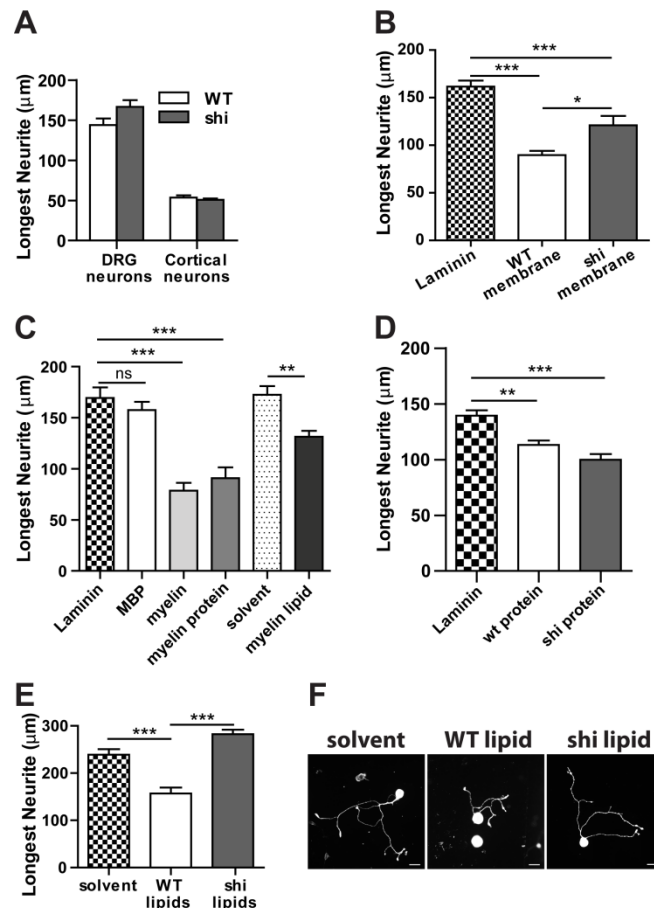 A
Longest Neurite (μm)
200
150
100
50
0
WT
shi
DRG
neurons
Cortical
neurons
B
Longest Neurite (μm)
200
150
100
50
0
***
***
*
Laminin
WT
membrane
shi
membrane
C
Longest Neurite (μm)
200
150
100
50
0
***
***
ns
**
Laminin
MBP
myelin
myelin protein
solvent
myelin lipid
D
Longest Neurite (μm)
200
150
100
50
0
***
**
Laminin
wt protein
shi protein
E
Longest Neurite (μm)
300
200
100
0
***
***
solvent
WT
lipids
shi
lipids
F
solvent
WT lipid
shi lipid